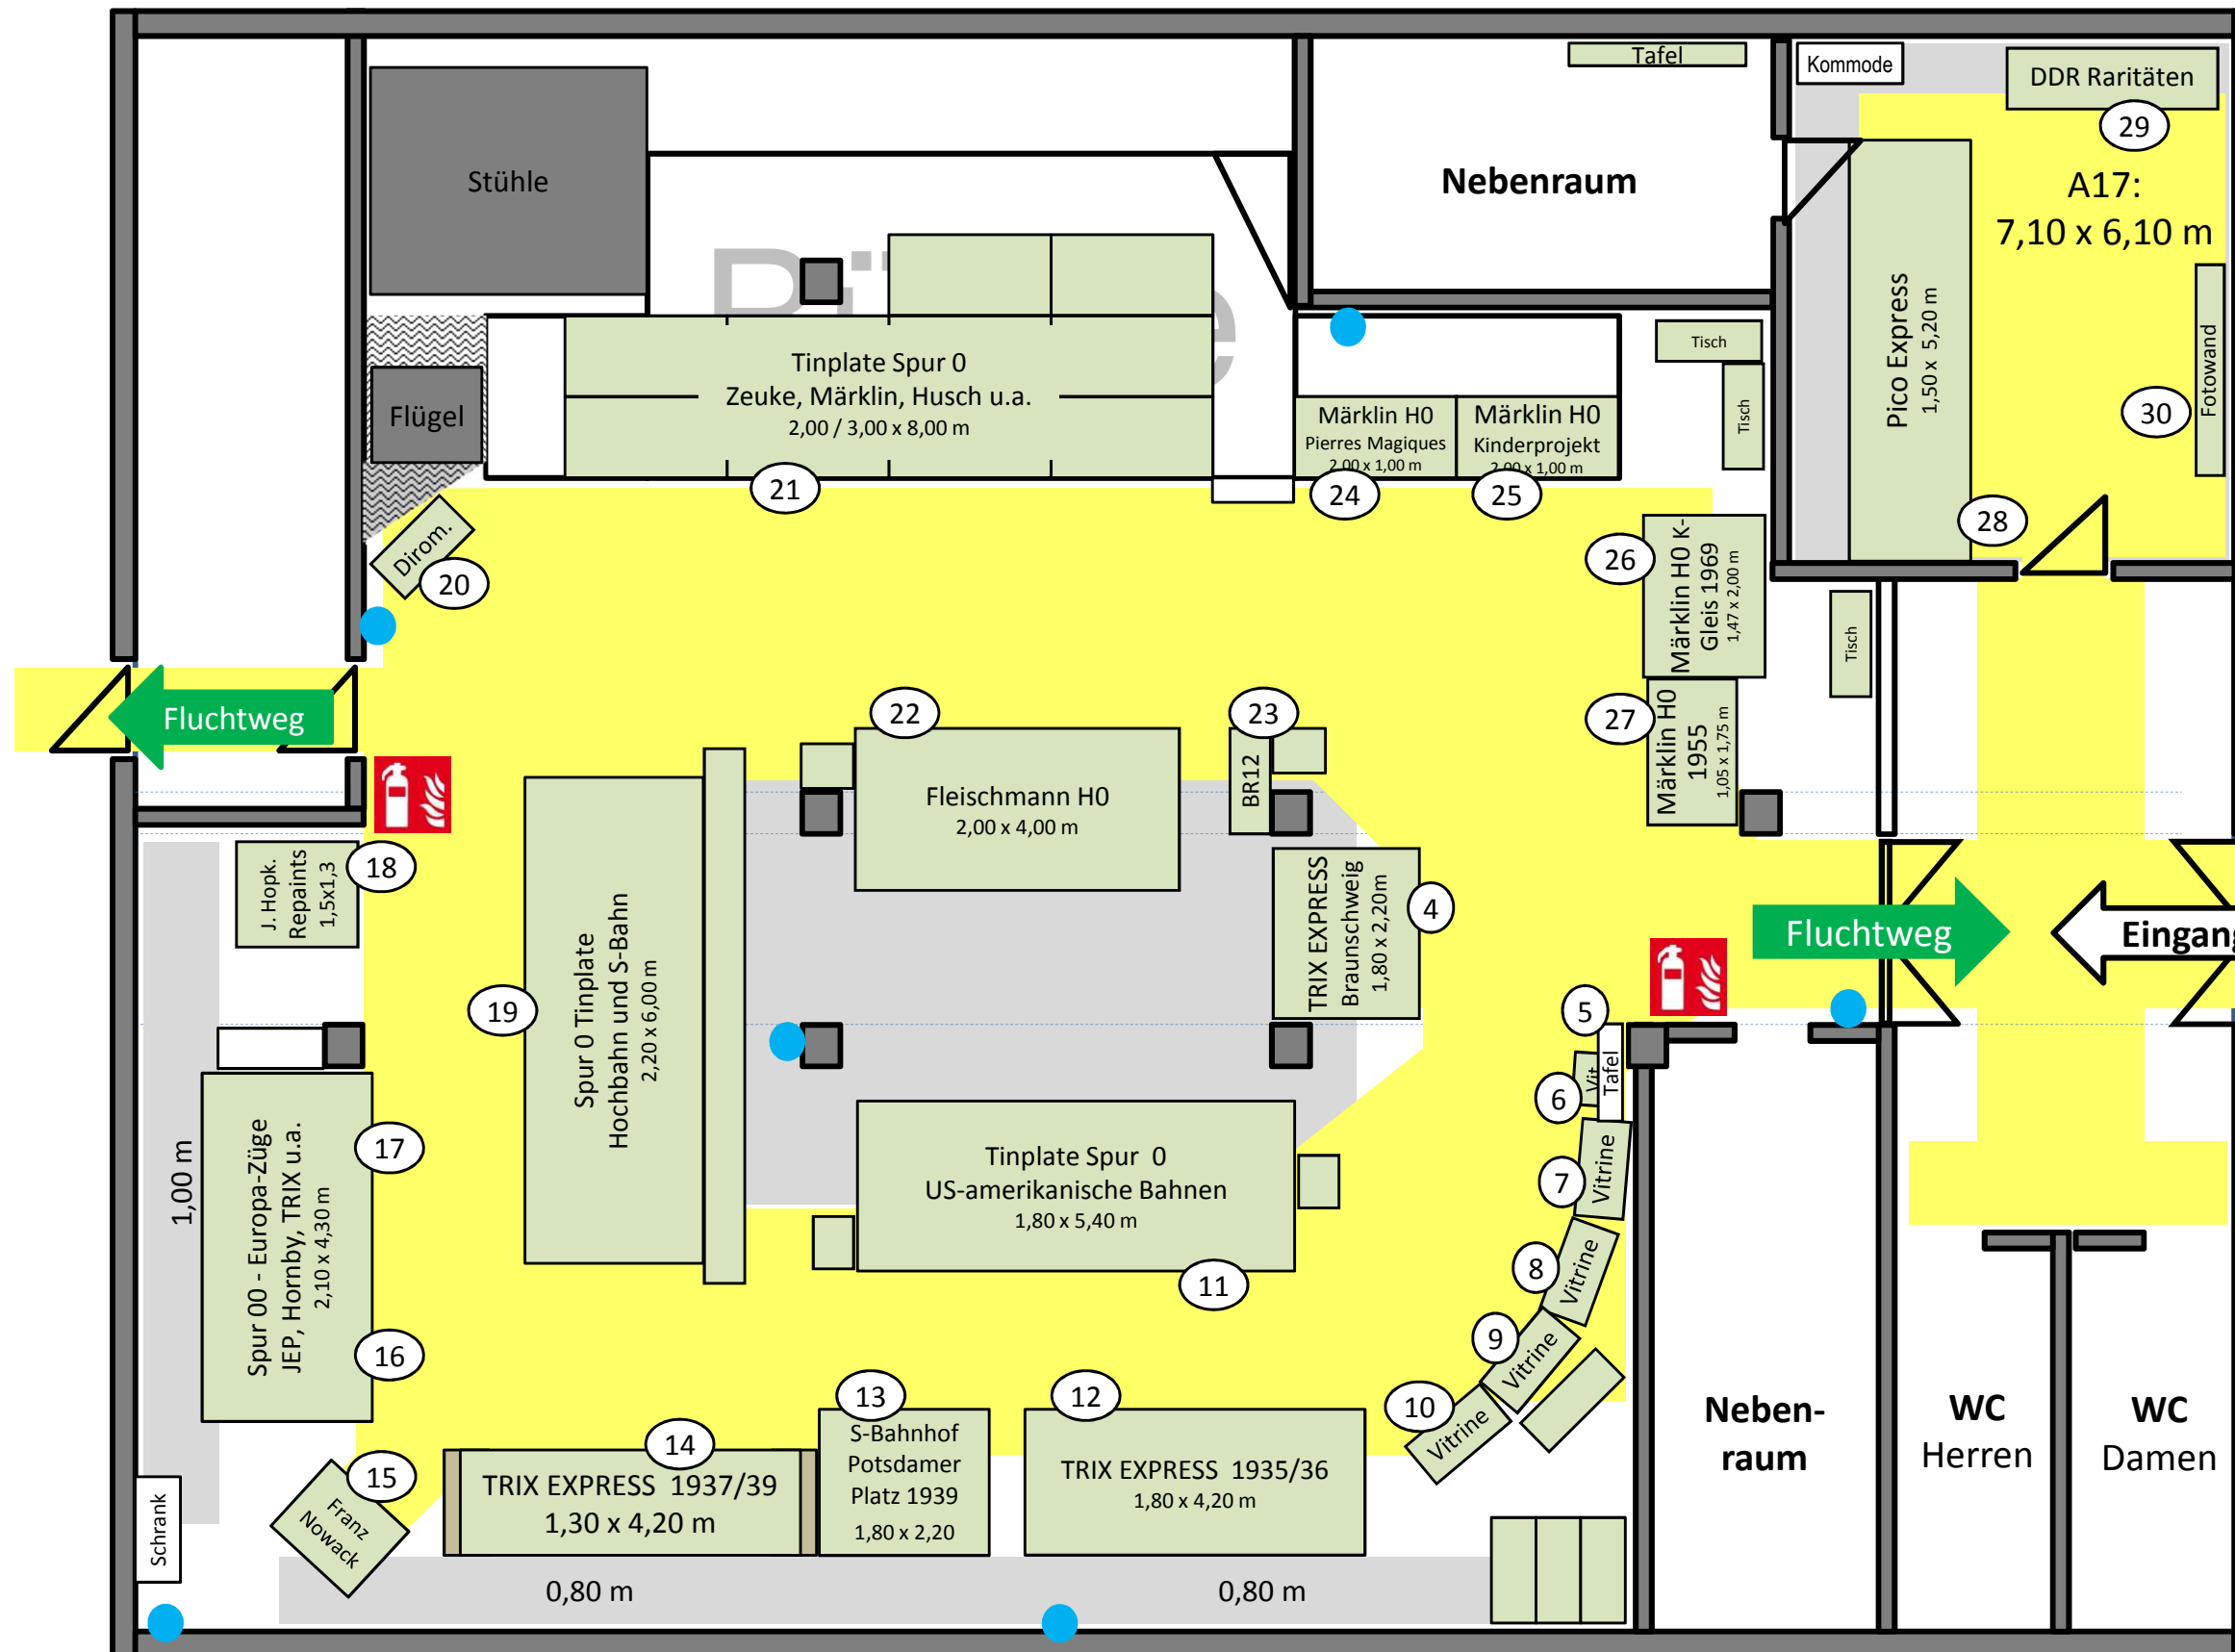 Tafel
Kommode
DDR Raritäten
29
Stühle
Nebenraum
A17:
7,10 x 6,10 m
Pico Express
1,50 x 5,20 m
Fotowand
30
28
Tinplate Spur 0
Zeuke, Märklin, Husch u.a.
2,00 / 3,00 x 8,00 m
21
Flügel
Märklin H0
Pierres Magiques
2,00 x 1,00 m
24
Märklin H0
Kinderprojekt
2,00 x 1,00 m
25
Tisch
Tisch
Dirom.
20
26
Märklin H0 K-
Gleis 1969
1,47 x 2,00 m
Tisch
27
Märklin H0
1955
1,05 x 1,75 m
Fluchtweg
22
Fleischmann H0
2,00 x 4,00 m
23
BR12
18
J. Hopk.
Repaints
1,5x1,3
TRIX EXPRESS
Braunschweig
1,80 x 2,20m
4
Fluchtweg
Eingang
19
Spur 0 Tinplate
Hochbahn und S-Bahn
2,20 x 6,00 m
5
Tafel
6
Vit
7
Vitrine
8
Vitrine
9
Vitrine
10
Vitrine
1,00 m
17
Spur 00 - Europa-Züge
JEP, Hornby, TRIX u.a.
2,10 x 4,30 m
16
Tinplate Spur 0
US-amerikanische Bahnen
1,80 x 5,40 m
11
13
S-Bahnhof
Potsdamer
Platz 1939
1,80 x 2,20
12
TRIX EXPRESS 1935/36
1,80 x 4,20 m
14
TRIX EXPRESS 1937/39
1,30 x 4,20 m
15
Franz
Nowack
Schrank
0,80 m
0,80 m
Neben-
raum
WC
Herren
WC
Damen